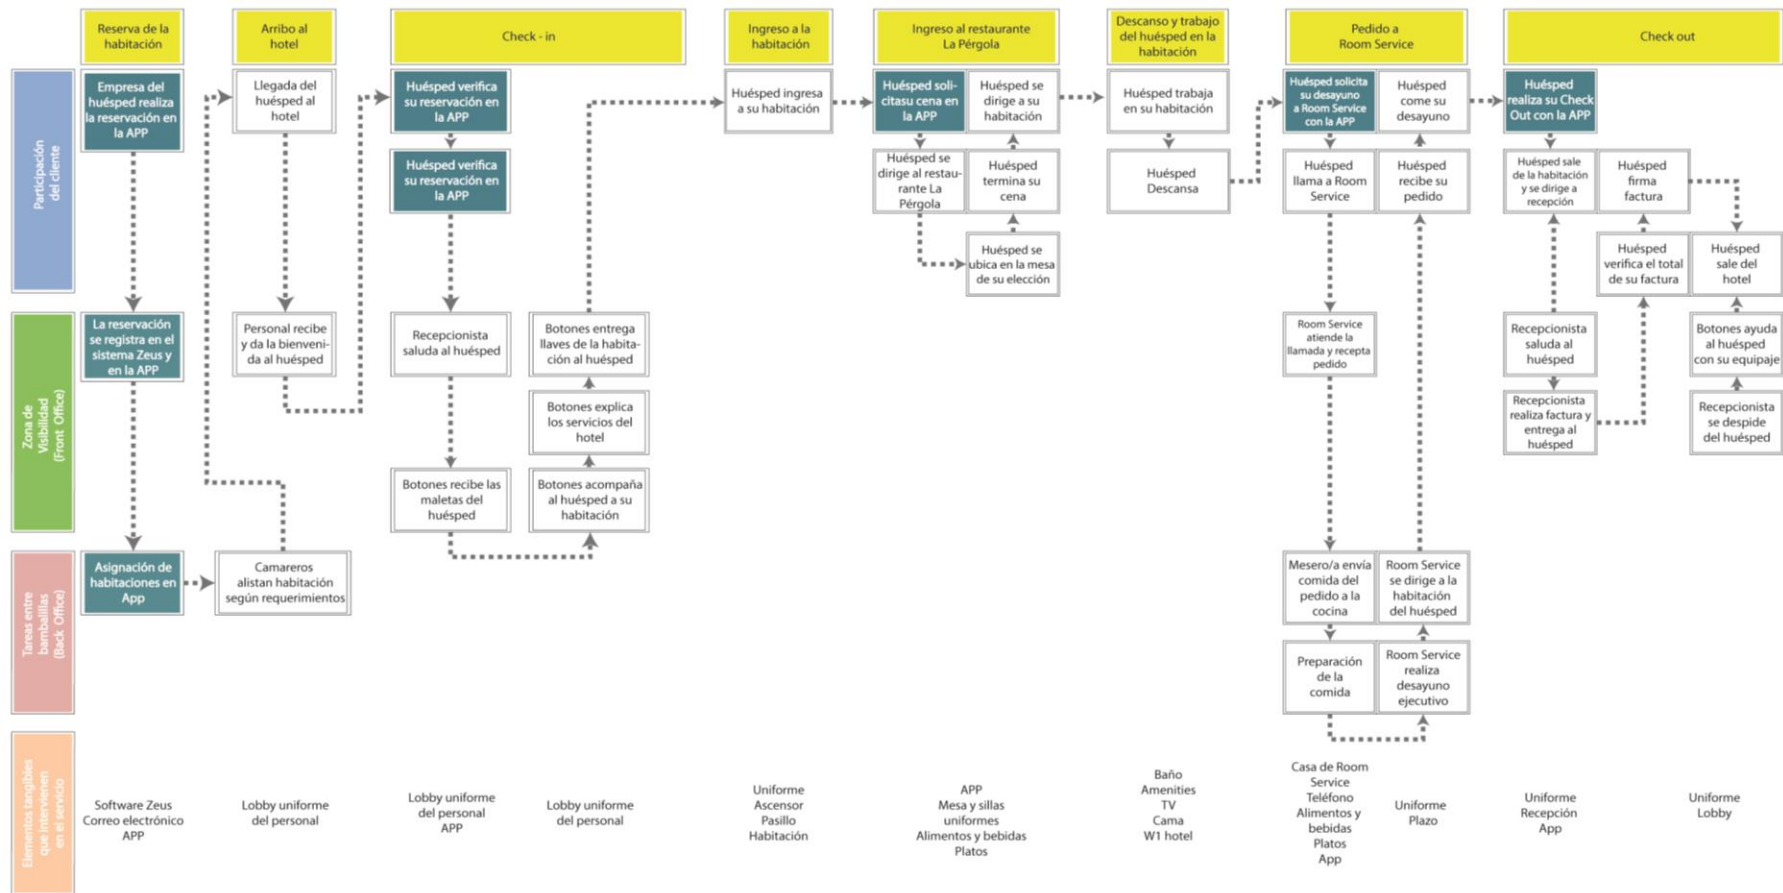 Reserva de la
habitación
Arribo al
hotel
Check - in
Ingreso a la
habitación
Ingreso al restaurante
La Pérgola
Descanso y trabajo
del huésped en la
habitación
Pedido a
Room Service
Check out
Participación
del cliente
Empresa del
huésped realiza
la reservación en
la APP
Llegada del
huésped al
hotel
Huésped verifica
su reservación en
la APP
Huésped verifica
su reservación en
la APP
Huésped ingresa
a su habitación
Huésped soli-
citasu cena en
la APP
Huésped se
dirige a su
habitación
Huésped se
dirige al restau-
rante La
Pérgola
Huésped
termina su
cena
Huésped se
ubica en la mesa
de su elección
Huésped trabaja
en su habitación
Huésped
Descansa
Huésped solicita
su desayuno
a Room Service
con la APP
Huésped
come su
desayuno
Huésped
llama a Room
Service
Huésped
recibe su
pedido
Huésped
realiza su Check
Out con la APP
Huésped sale
de la habitación
y se dirige a
recepción
Huésped
firma
factura
Huésped
verifica el total
de su factura
Huésped
sale del
hotel
Zona de
Visibilidad
(Front Office)
La reservación
se registra en el
sistema Zeus y
en la APP
Personal recibe
y da la bienveni-
da al huésped
Recepcionista
saluda al huésped
Botones entrega
llaves de la habita-
ción al huésped
Botones explica
los servicios del
hotel
Botones recibe las
maletas del
huésped
Botones acompaña
al huésped a su
habitación
Room Service
atiende la
llamada y recepta
pedido
Recepcionista
saluda al
huésped
Recepcionista
realiza factura y
entrega al
huésped
Botones ayuda
al huésped
con su equipaje
Recepcionista
se despide
del huésped
Tareas entre
bambalillas
(Back Office)
Asignación de
habitaciones en
App
Camareros
alistan habitación
según requerimientos
Mesero/a envía
comida del
pedido a la
cocina
Room Service
se dirige a la
habitación
del huésped
Preparación
de la
comida
Room Service
realiza
desayuno
ejecutivo
Elementos tangibles
que intervienen
en el servicio
Software Zeus
Correo electrónico
APP
Lobby uniforme
del personal
Lobby uniforme
del personal
APP
Lobby uniforme
del personal
Uniforme
Ascensor
Pasillo
Habitación
APP
Mesa y sillas
uniformes
Alimentos y bebidas
Platos
Baño
Amenities
TV
Cama
W1 hotel
Casa de Room
Service
Teléfono
Alimentos y
bebidas
Platos
App
Uniforme
Plazo
Uniforme
Recepción
App
Uniforme
Lobby